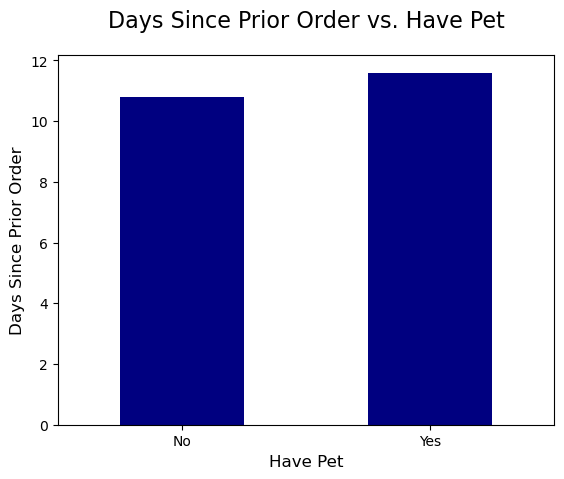 Days Since Prior Order vs. Have Pet
12
10
8
6
4
2
0
Days Since Prior Order
No Yes
Have Pet